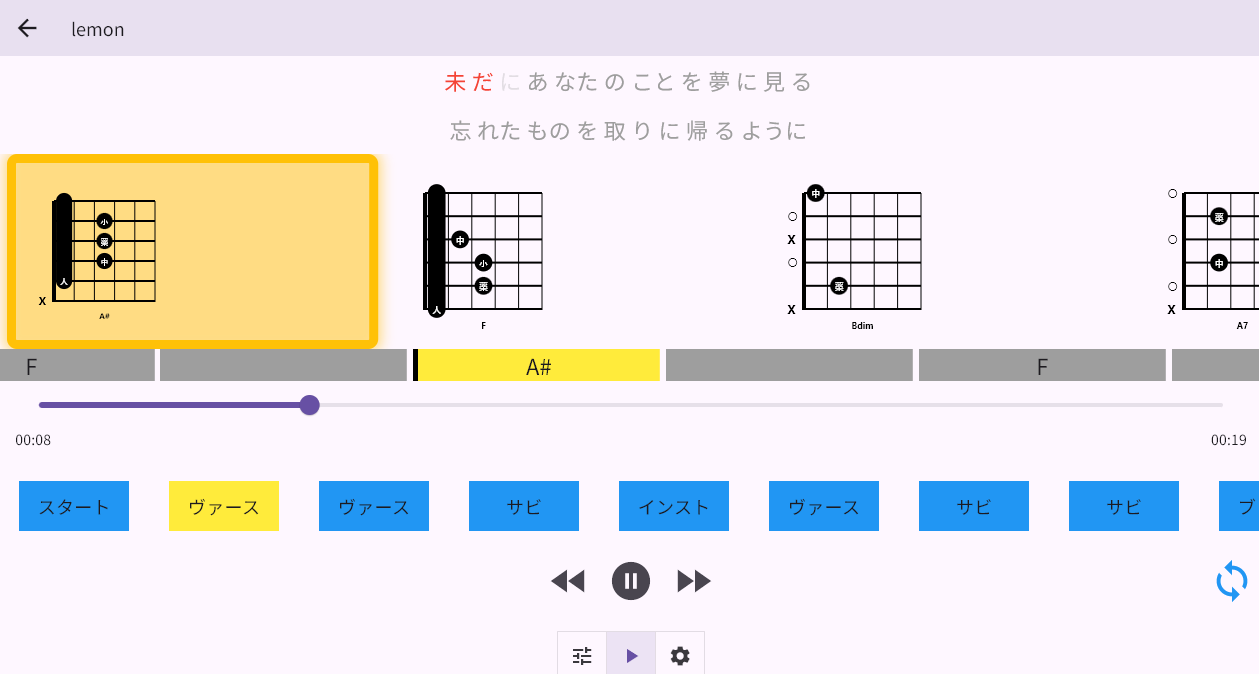 lemon
未だにあなたのことを夢に見る
忘れたものを取りに帰るように
小
薬
中
人
X
A#
中
小
薬
人
F
中
X
薬
X
Bdim
薬
中
X
A7
F A# F
00:08 00:19
スタート ヴァース ヴァース サビ インスト ヴァース サビ サビ ブ